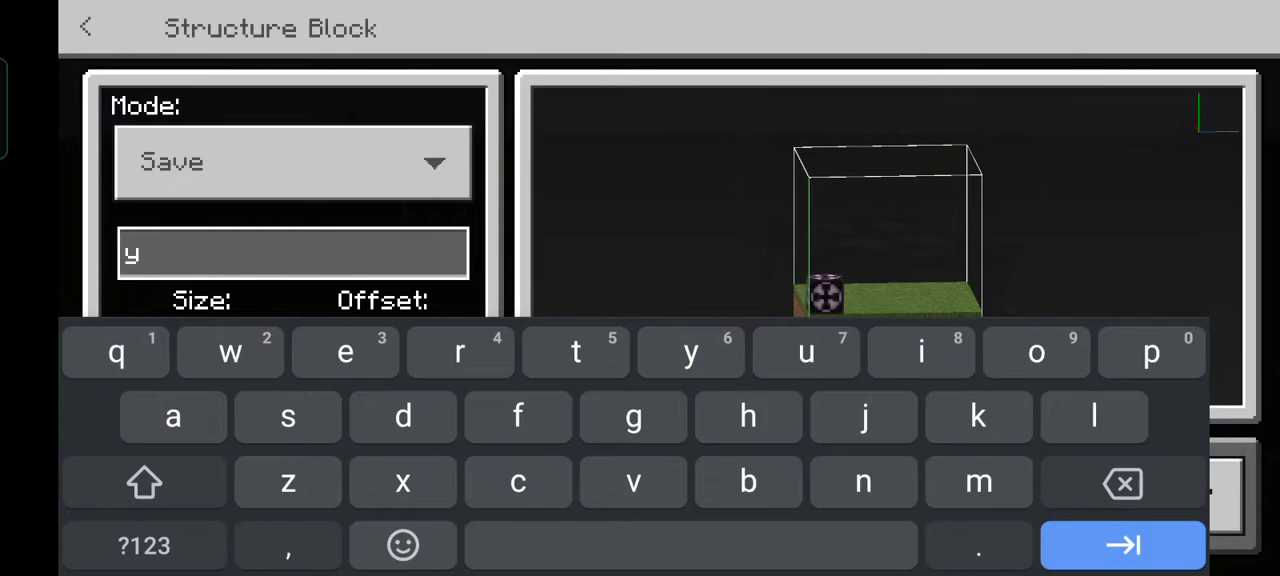 Structure Block
Mode:
Save
y
Size: Offset:
q 1 w 2 e 3 r 4 t 5 y 6 u 7 i 8 o 9 p 0
a s d f g h j k l
z x c v b n m
?123 , .